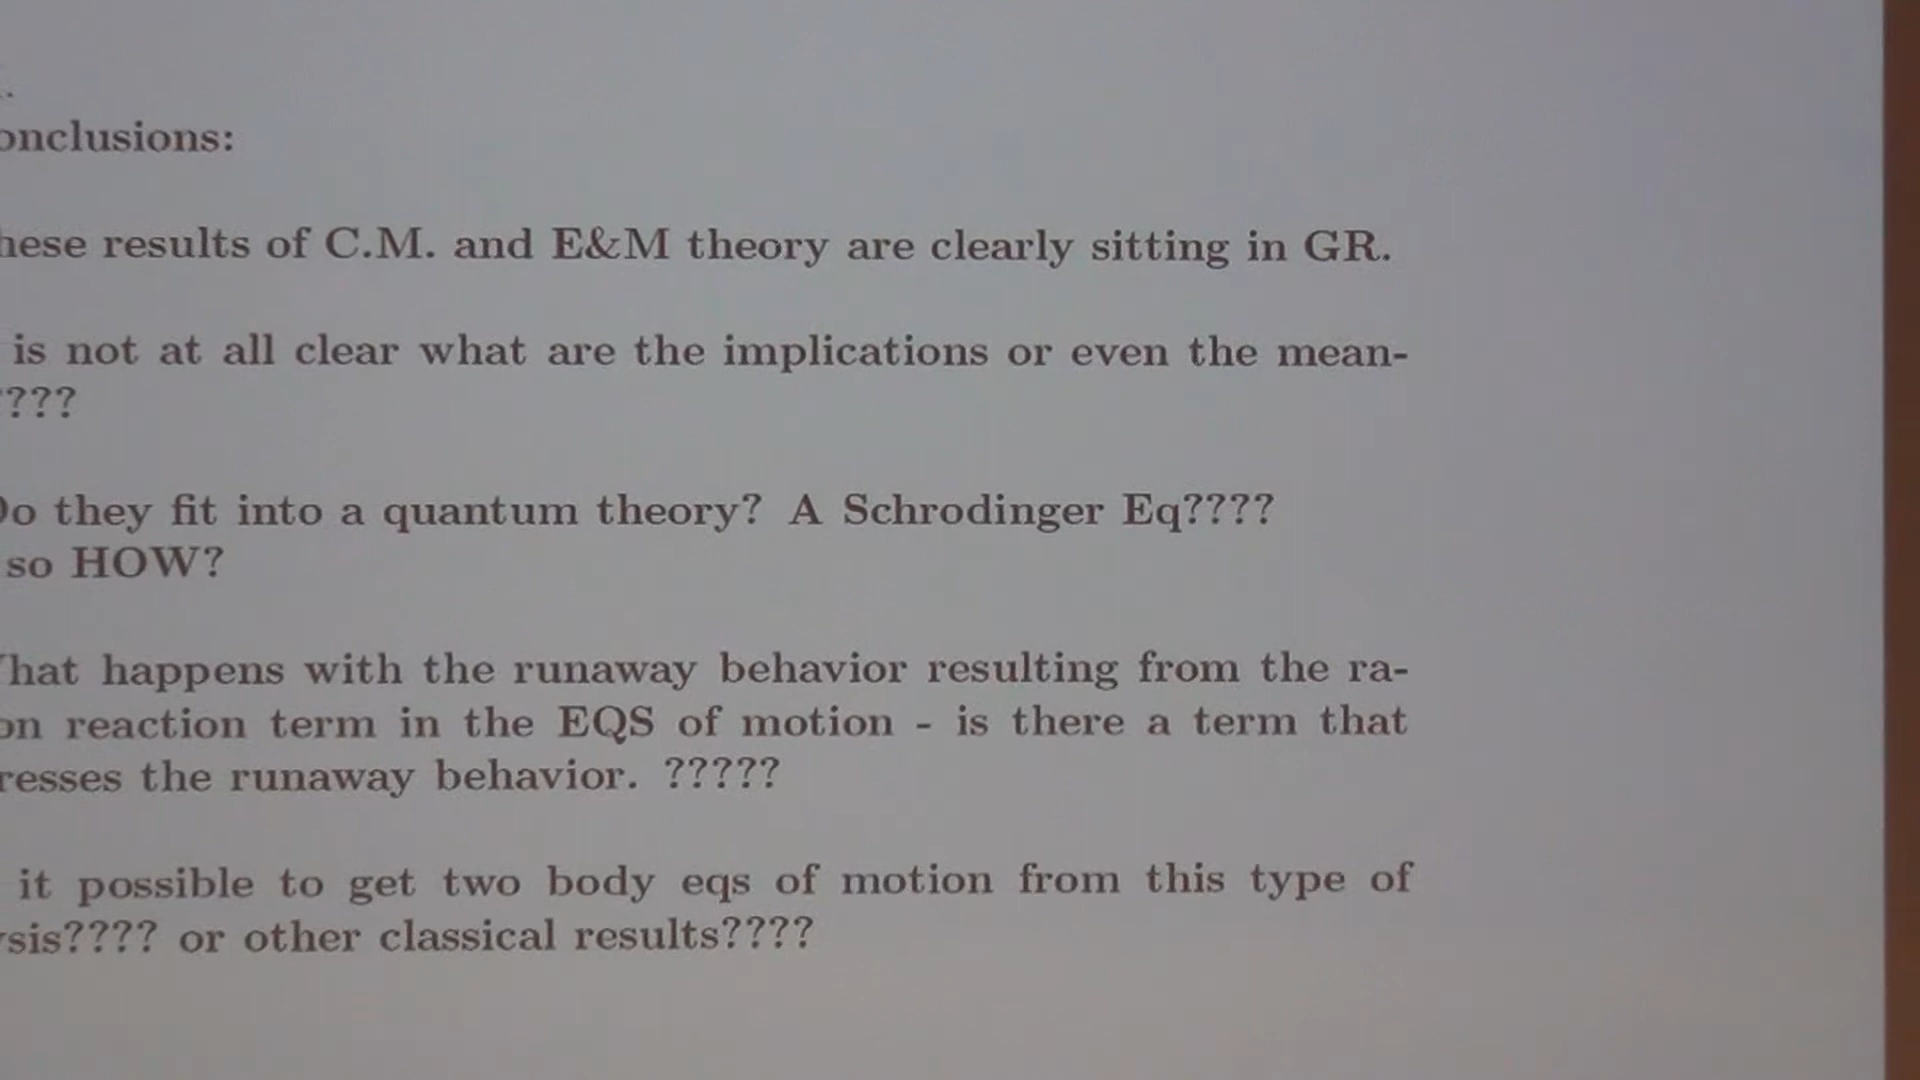 onclusions:
hese results of C.M. and E&M theory are clearly sitting in GR.
is not at all clear what are the implications or even the mean-
???
Do they fit into a quantum theory? A Schrodinger Eq????
so HOW?
hat happens with the runaway behavior resulting from the ra-
on reaction term in the EQS of motion - is there a term that
resses the runaway behavior. ?????
it possible to get two body eqs of motion from this type of
ysis???? or other classical results????